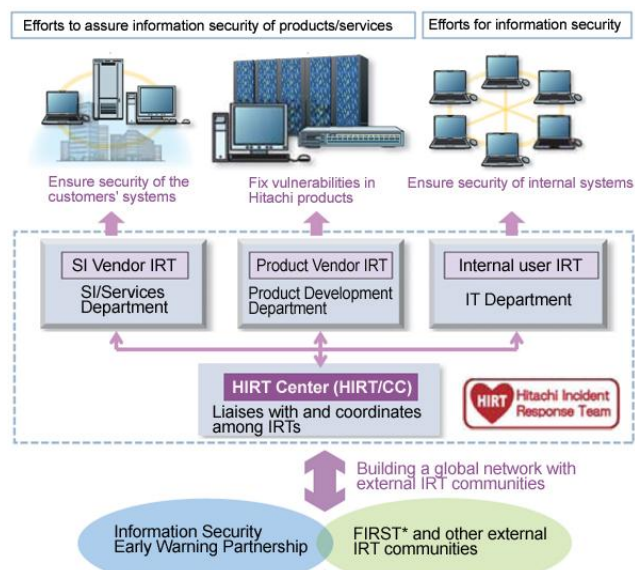 Efforts to assure information security of products/services
Efforts for information security
Ensure security of the
customers' systems
Fix vulnerabilities in
Hitachi products
Ensure security of internal systems
SI Vendor IRT
SI/Services
Department
Product Vendor IRT
Product Development
Department
Internal user IRT
IT Department
HIRT Center (HIRT/CC)
Liaises with and coordinates
among IRTs
HIRT
Hitachi Incident
Response Team
Building a global network with
external IRT communities
Information Security
Early Warning Partnership
FIRST* and other external
IRT communities